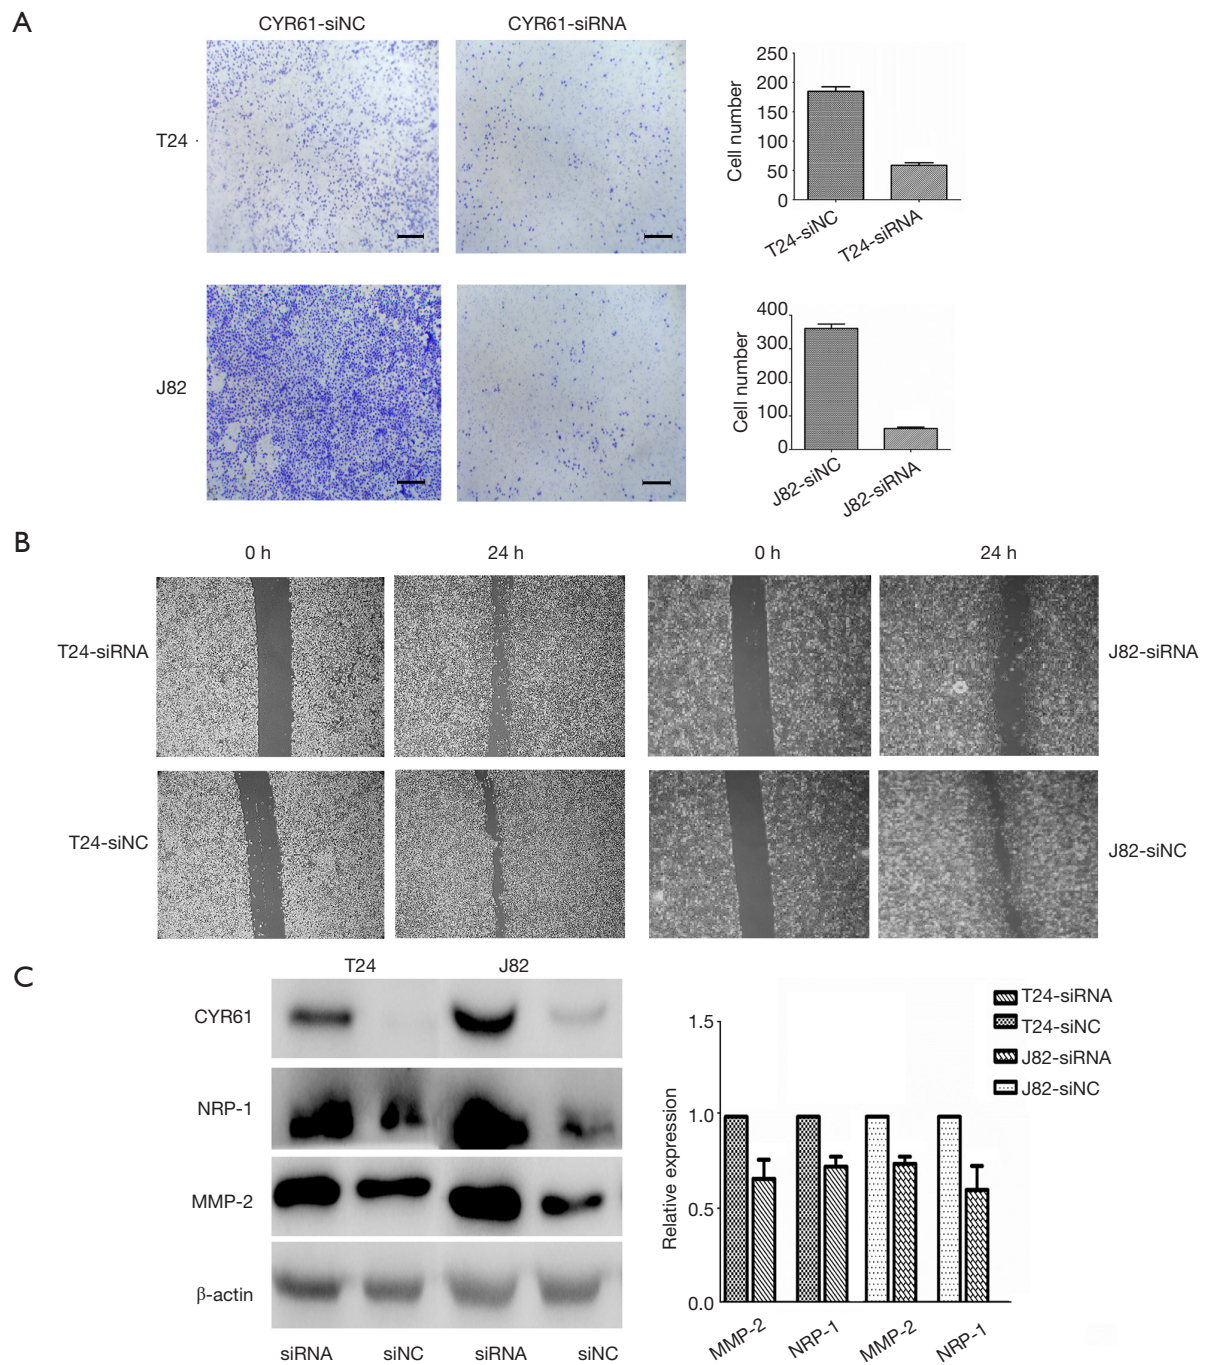 A
CYR61-siNC
CYR61-siRNA
T24
250
200
150
100
50
0
Cell number
T24-siNC
T24-siRNA
J82
400
300
200
100
0
Cell number
J82-siNC
J82-siRNA
B
0 h
24 h
0 h
24 h
T24-siRNA
J82-siRNA
T24-siNC
J82-siNC
C
T24
J82
CYR61
NRP-1
MMP-2
β-actin
siRNA
siNC
siRNA
siNC
T24-siRNA
T24-siNC
J82-siRNA
J82-siNC
1.5
1.0
0.5
0.0
Relative expression
MMP-2
NRP-1
MMP-2
NRP-1